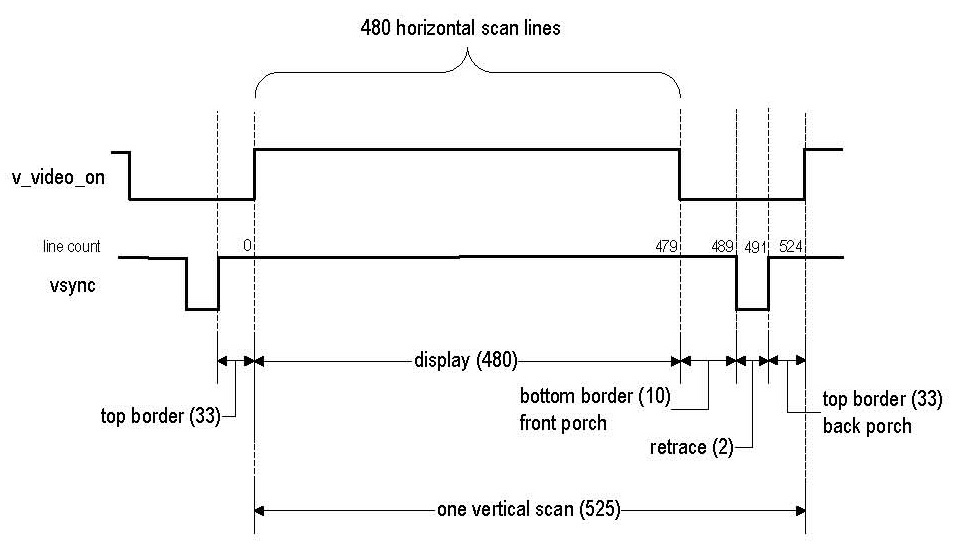 480 horizontal scan lines
v_video_on
line count
0
479
489
491
524
vsync
display (480)
top border (33)
bottom border (10)
front porch
retrace (2)
top border (33)
back porch
one vertical scan (525)